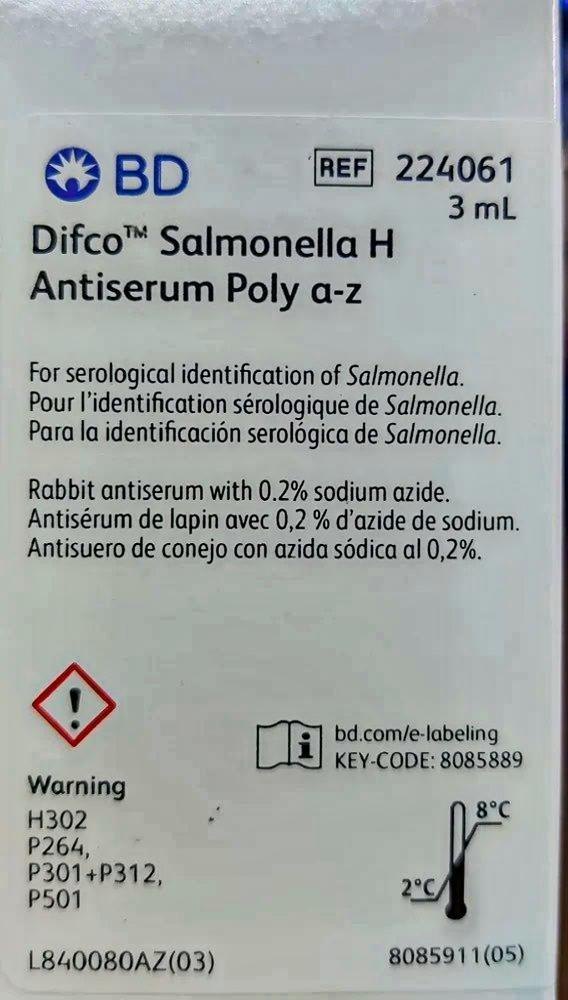 BD
REF 224061
3 mL
Difco™ Salmonella H
Antiserum Poly a-z
For serological identification of Salmonella.
Pour l'identification sérologique de Salmonella.
Para la identificación serológica de Salmonella.
Rabbit antiserum with 0.2% sodium azide.
Antisérum de lapin avec 0,2 % d'azide de sodium.
Antisuero de conejo con azida sódica al 0,2%.
!
i
bd.com/e-labeling
KEY-CODE: 8085889
Warning
H302
P264,
P301+P312,
P501
8°C
2°C
L840080AZ(03)
8085911(05)